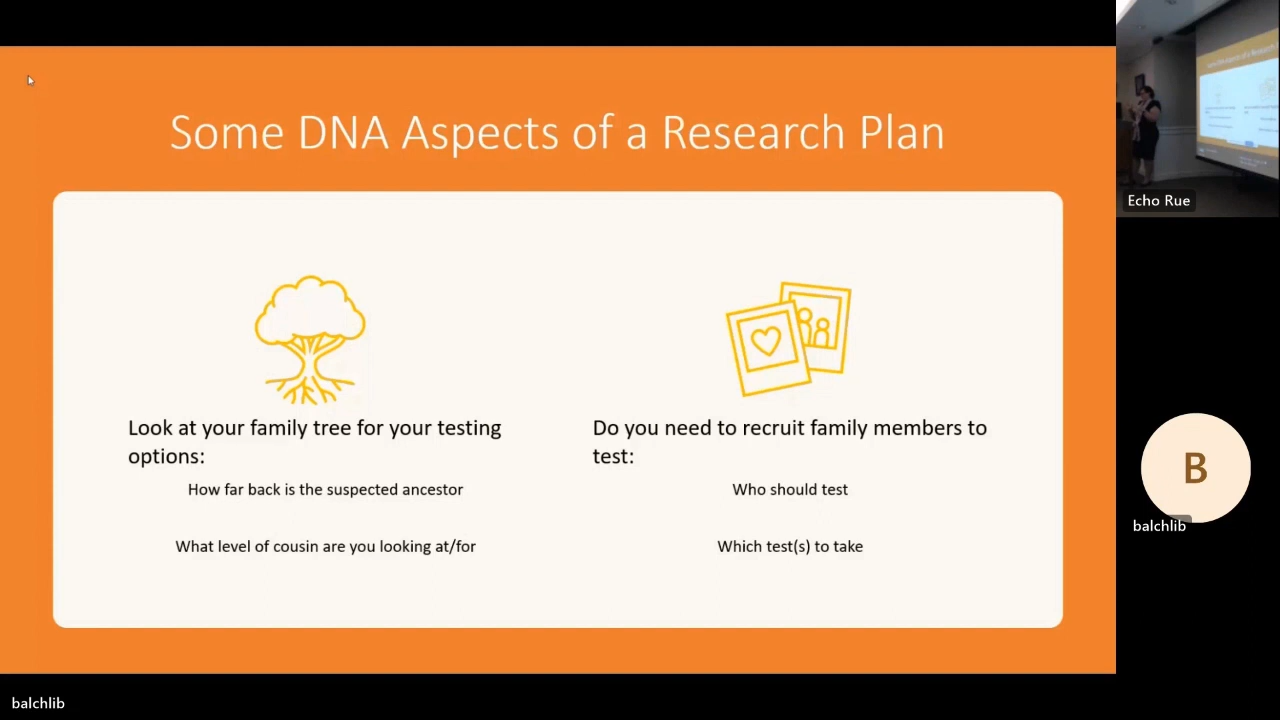 Some DNA Aspects of a Research Plan
Look at your family tree for your testing
options:
How far back is the suspected ancestor
What level of cousin are you looking at/for
Do you need to recruit family members to
test:
Who should test
Which test(s) to take
Echo Rue
B
balchlib
balchlib